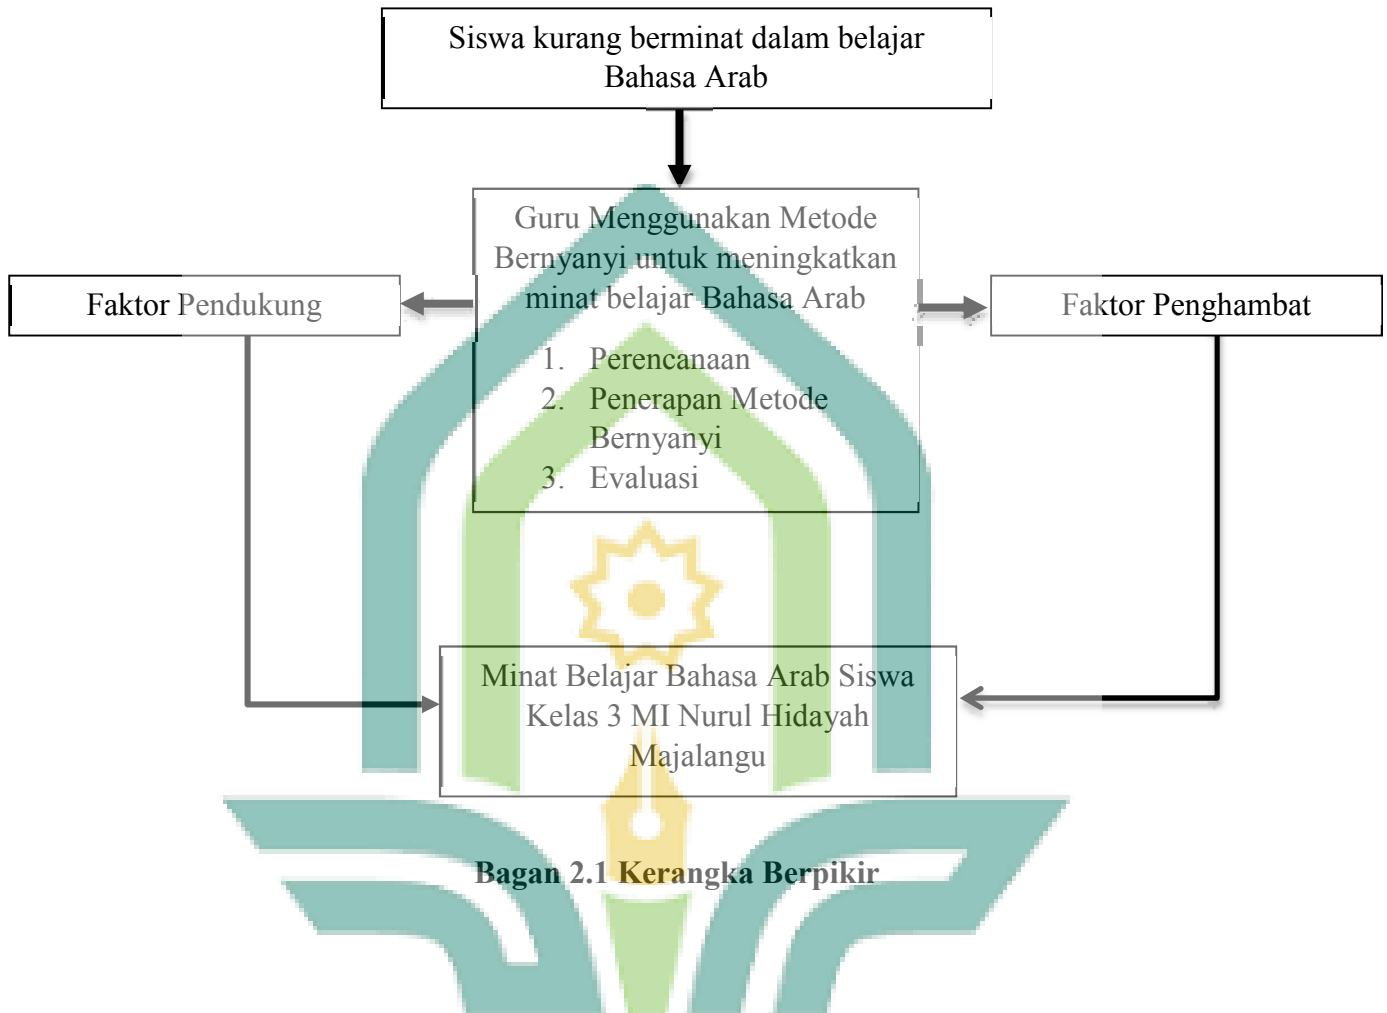 Siswa kurang berminat dalam belajar
Bahasa Arab
Guru Menggunakan Metode
Bernyanyi untuk meningkatkan
minat belajar Bahasa Arab
1. Perencanaan
2. Penerapan Metode
Bernyanyi
3. Evaluasi
Faktor Pendukung
Faktor Penghambat
Minat Belajar Bahasa Arab Siswa
Kelas 3 MI Nurul Hidayah
Majalangu
Bagan 2.1 Kerangka Berpikir